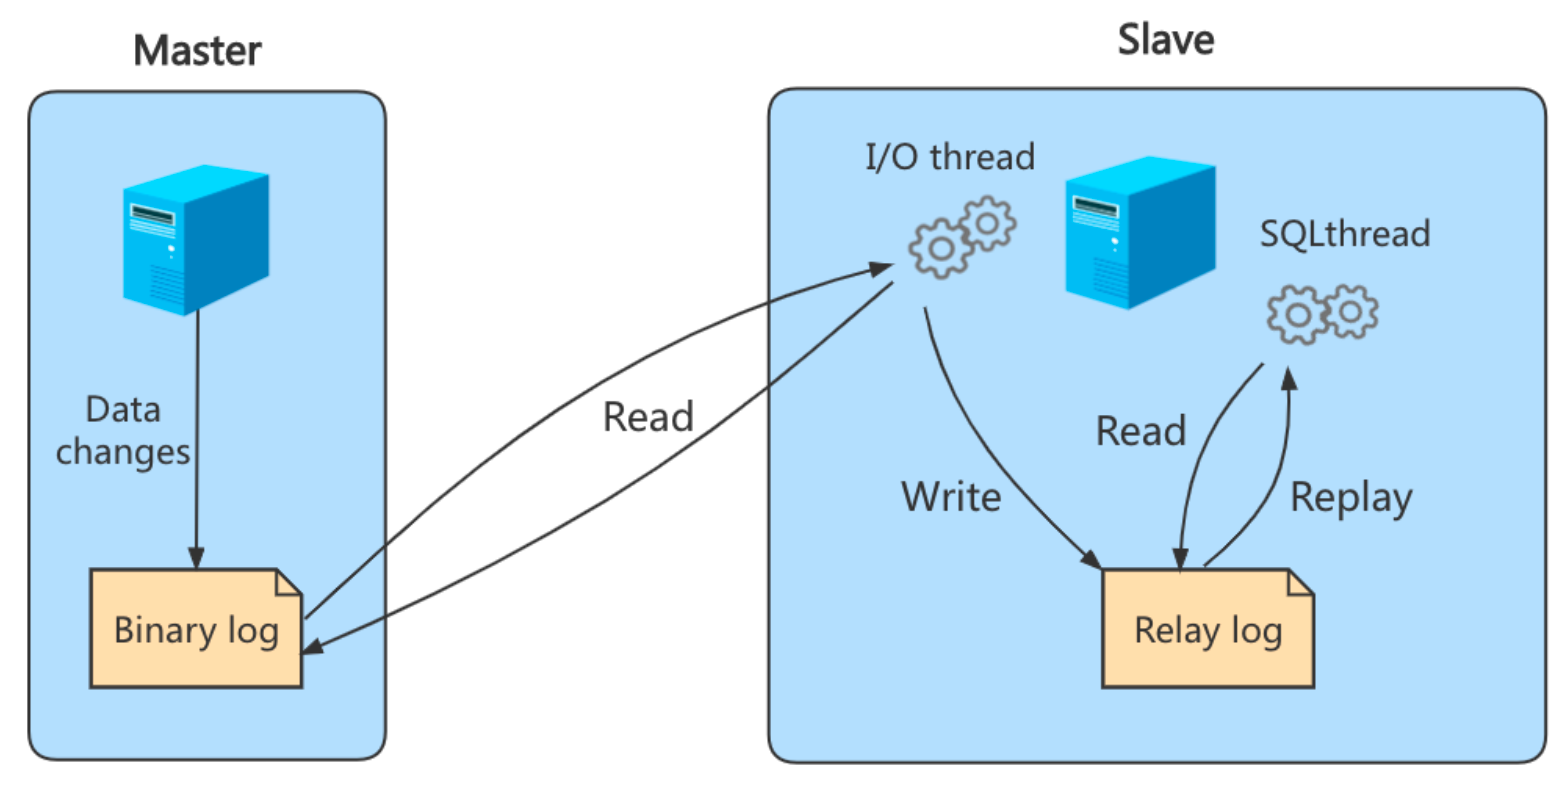 Master
Slave
I/O thread
SQLthread
Data
changes
Read
Read
Write
Replay
Binary log
Relay log